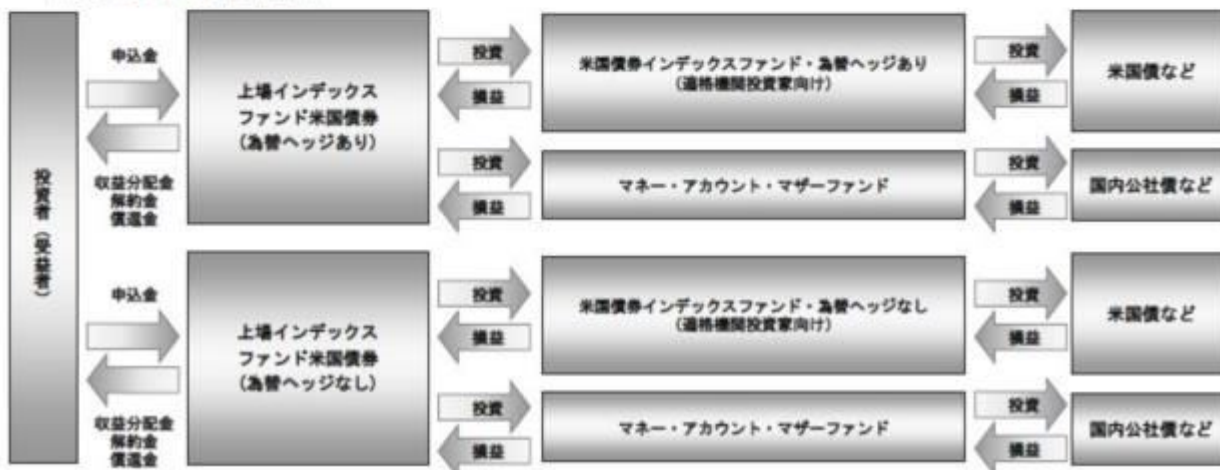 投資者（受益者）
申込金
収益分配金
解約金
償還金
上場インデックス
ファンド米国債券
（為替ヘッジあり）
投資
損益
米国債券インデックスファンド・為替ヘッジあり
（適格機関投資家向け）
投資
損益
米国債など
投資
損益
マネー・アカウント・マザーファンド
投資
損益
国内公社債など
申込金
収益分配金
解約金
償還金
上場インデックス
ファンド米国債券
（為替ヘッジなし）
投資
損益
米国債券インデックスファンド・為替ヘッジなし
（適格機関投資家向け）
投資
損益
米国債など
投資
損益
マネー・アカウント・マザーファンド
投資
損益
国内公社債など